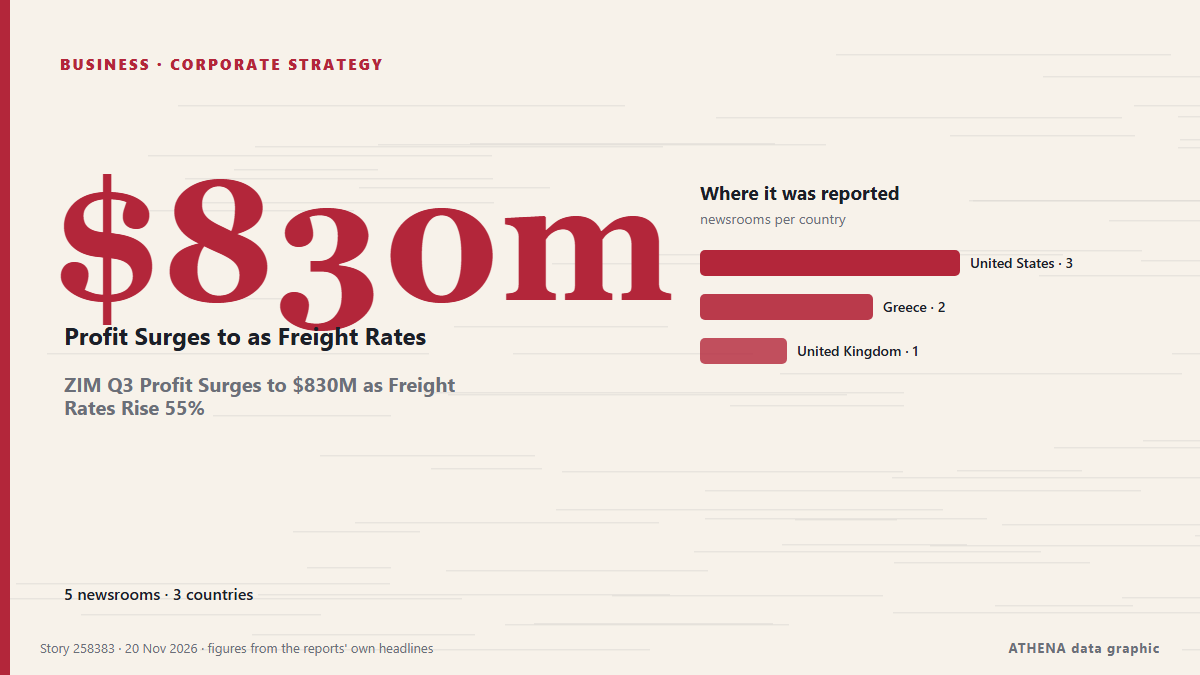 BUSINESS · CORPORATE STRATEGY
$830m
Profit Surges to as Freight Rates
ZIM Q3 Profit Surges to $830M as Freight
Rates Rise 55%
Where it was reported
newsrooms per country
United States · 3
Greece · 2
United Kingdom · 1
5 newsrooms · 3 countries
Story 258383 · 20 Nov 2026 · figures from the reports' own headlines
ATHENA data graphic